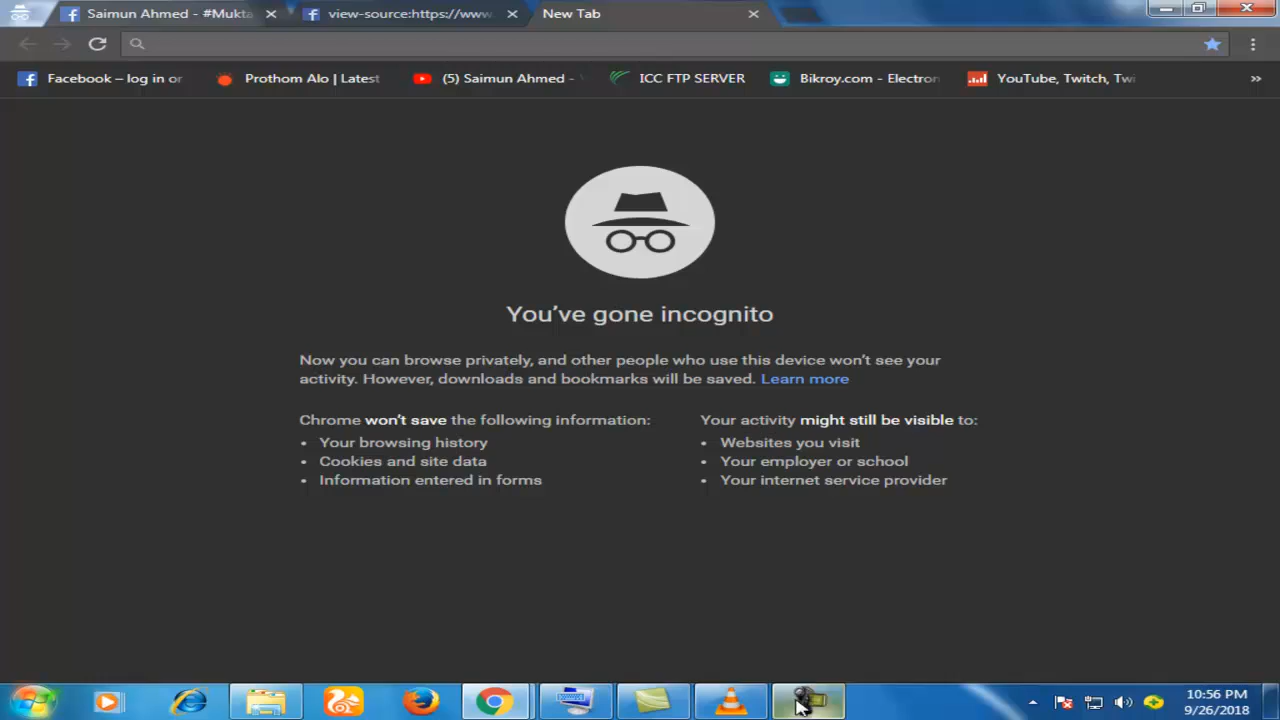 Saimun Ahmed - #Mukta
view-source:https://www.
New Tab
Facebook – log in or
Prothom Alo | Latest
(5) Saimun Ahmed -
ICC FTP SERVER
Bikroy.com - Electron
YouTube, Twitch, Twi
»
You've gone incognito
Now you can browse privately, and other people who use this device won't see your
activity. However, downloads and bookmarks will be saved. Learn more
Chrome won't save the following information:
• Your browsing history
• Cookies and site data
• Information entered in forms
Your activity might still be visible to:
• Websites you visit
• Your employer or school
• Your internet service provider
10:56 PM
9/26/2018